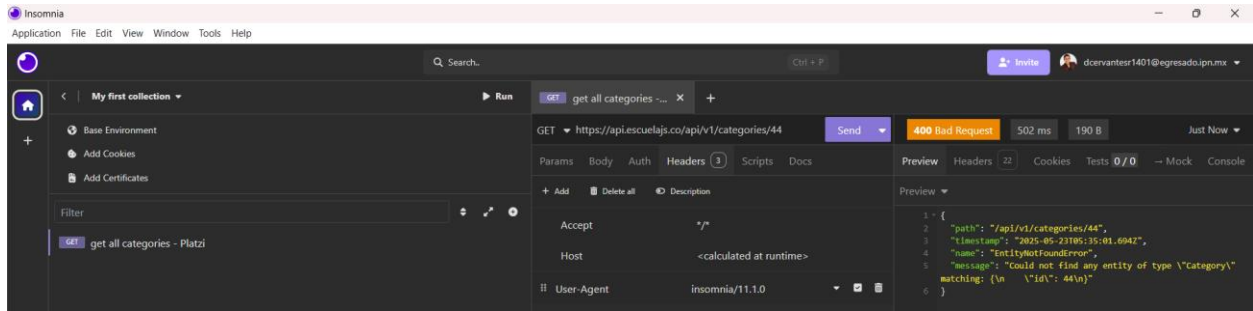 Insomnia
Application File Edit View Window Tools Help
Search.. Ctrl + P Invite dcervantesr1401@egresado.ipn.mx
My first collection Run
GET get all categories -... × +
Base Environment
Add Cookies
Add Certificates
Filter
GET get all categories - Platzi
GET https://api.escuelajs.co/api/v1/categories/44 Send
Params Body Auth Headers 3 Scripts Docs
+ Add Delete all Description
Accept */*
Host <calculated at runtime>
User-Agent insomnia/11.1.0
400 Bad Request 502 ms 190 B Just Now
Preview Headers 22 Cookies Tests 0 / 0 → Mock Console
Preview
1 {
2 "path": "/api/v1/categories/44",
3 "timestamp": "2025-05-23T05:35:01.694Z",
4 "name": "EntityNotFoundError",
5 "message": "Could not find any entity of type \"Category\"
matching: {\n    \"id\": 44\n}"
6 }